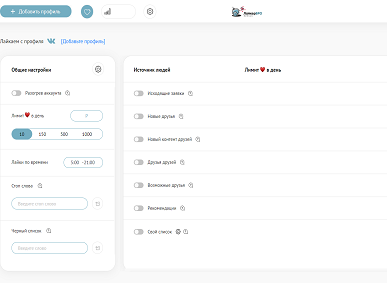 + Добавить профиль
Лайкаем с профиля: [Добавьте профиль]
Общие настройки
Разогрев аккаунта
Лимит ❤ в день
10 150 500 1000
Лайки по времени 5:00 -21:00
Стоп слова
Введите стоп слово
Черный список
Введите
Источник людей Лимит ❤ в день
Исходящие заявки
Новые друзья
Новый контент друзей
Друзья друзей
Возможные друзья
Рекомендации
Свой список